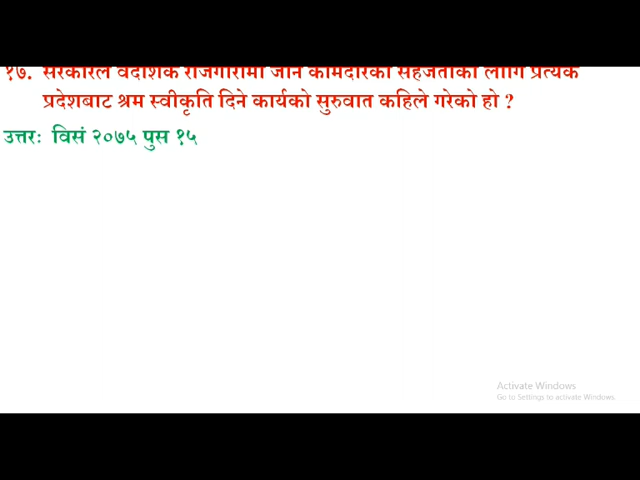 १७. सरकारले वैदेशिक रोजगारीमा जाने कामदारको सहजताको लागि प्रत्येक
प्रदेशबाट श्रम स्वीकृति दिने कार्यको सुरुवात कहिले गरेको हो ?
उत्तरः विसं २०७५ पुस १५
Activate Windows
Go to Settings to activate Windows.